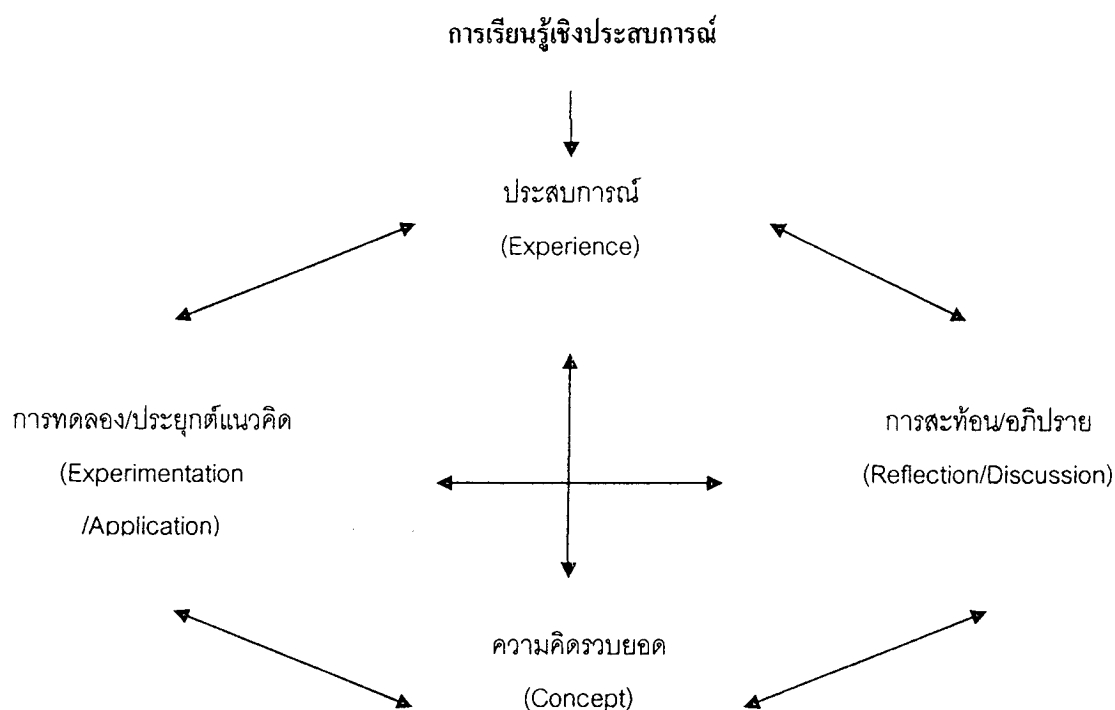 การเรียนรู้เชิงประสบการณ์
ประสบการณ์
(Experience)
การทดลอง/ประยุกต์แนวคิด
(Experimentation
/Application)
การสะท้อน/อภิปราย
(Reflection/Discussion)
ความคิดรวบยอด
(Concept)